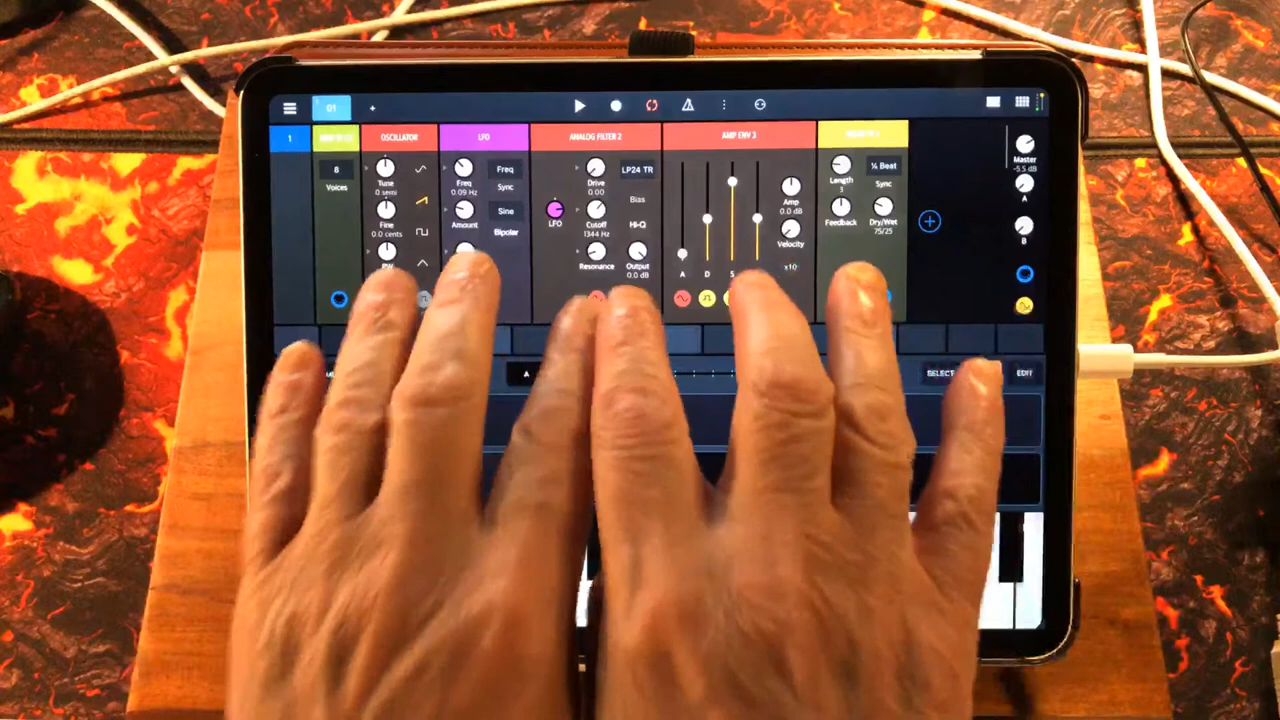 01 +
1 OSCILLATOR LFO ANALOG FILTER 2 AMP ENV 3
8
Voices
Tune
0 semi
Fine
0.0 cents
Freq
0.09 Hz
Amount
Freq
Sync
Sine
Bipolar
LFO
Drive
0.00
Cutoff
1344 Hz
Resonance
LP24 TR
Bias
Hi-Q
Output
0.0 dB
A D S
Amp
0.0 dB
Velocity
x10
Length
3
Feedback
¼ Beat
Sync
Dry/Wet
75/25
Master
-5.5 dB
A
B
A
SELECT
EDIT